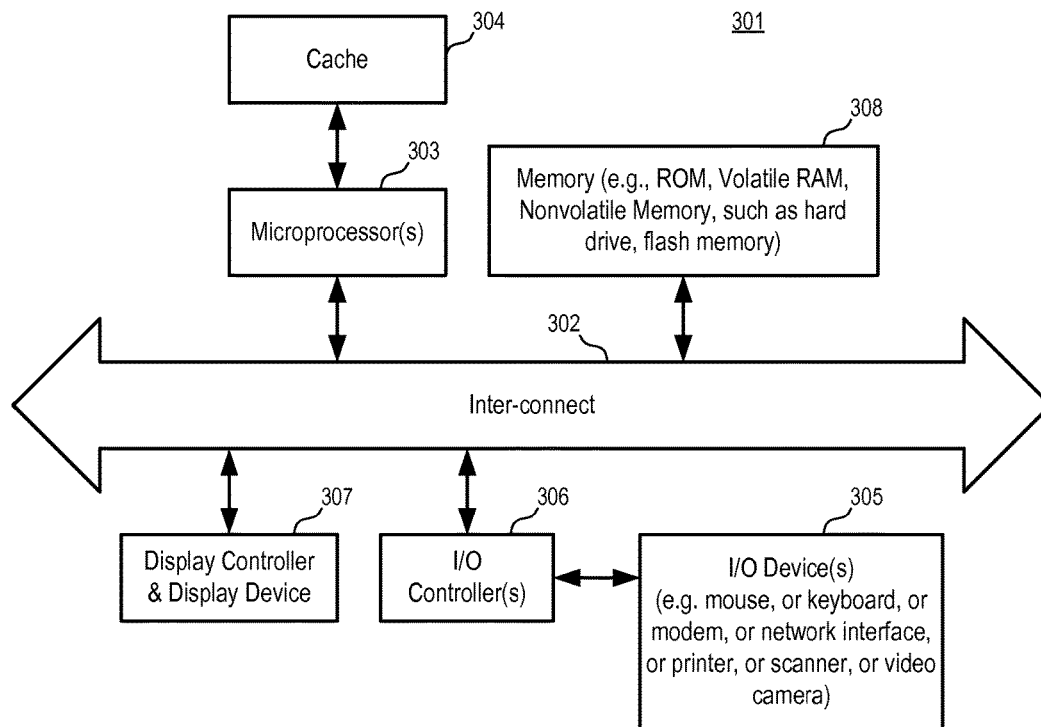 304
301
Cache
308
303
Memory (e.g., ROM, Volatile RAM,
Nonvolatile Memory, such as hard
drive, flash memory)
Microprocessor(s)
302
Inter-connect
307
306
305
Display Controller
& Display Device
I/O
Controller(s)
I/O Device(s)
(e.g. mouse, or keyboard, or
modem, or network interface,
or printer, or scanner, or video
camera)